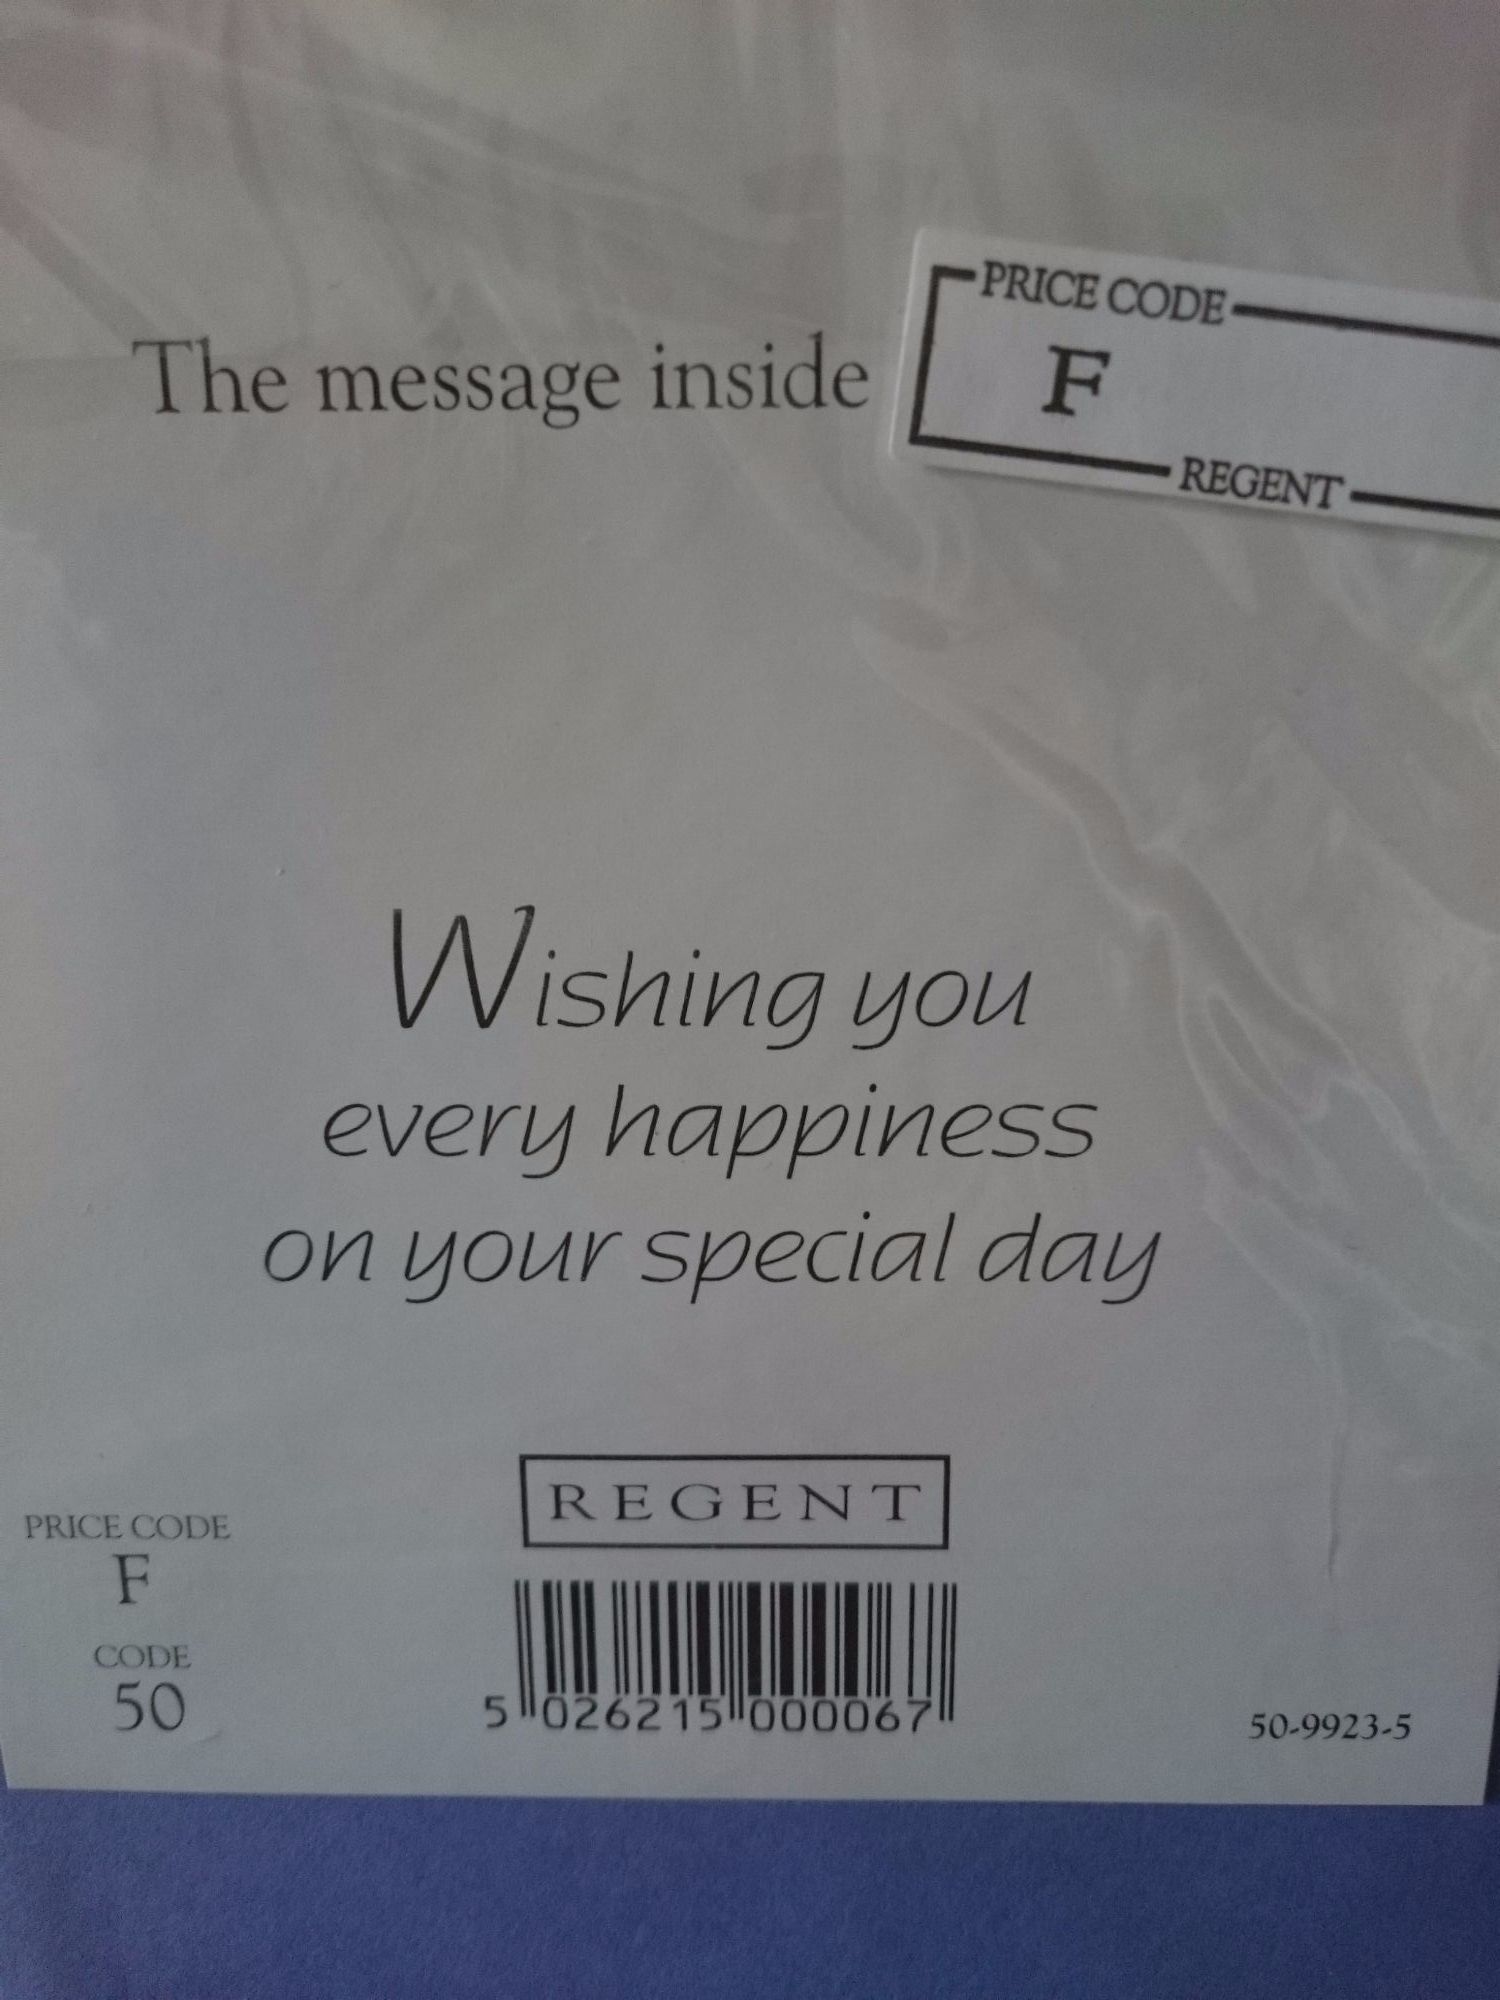 The message inside
PRICE CODE
F
REGENT
Wishing you
every happiness
on your special day
REGENT
PRICE CODE
F
CODE
50
5 026215 000067
50-9923-5